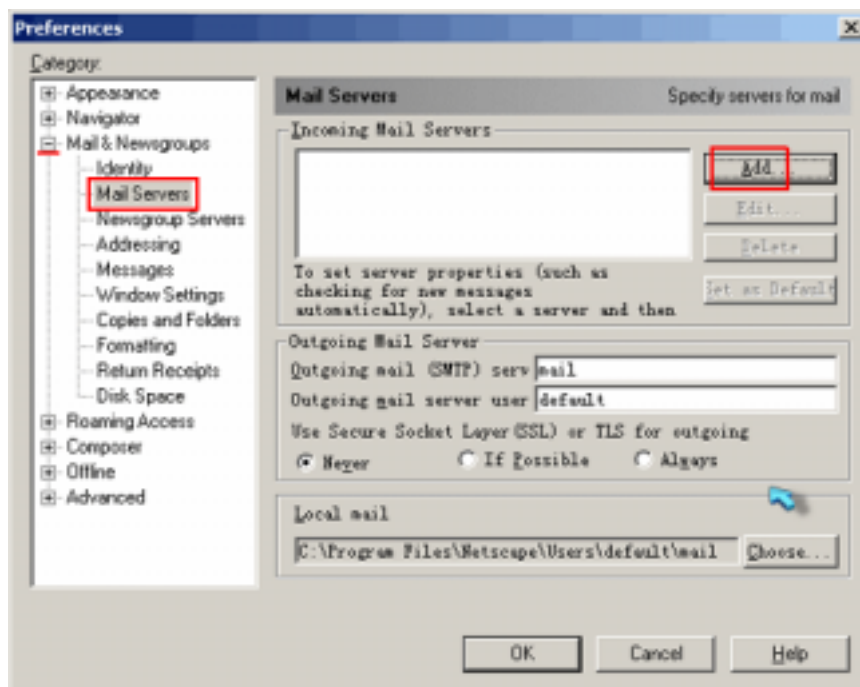 Preferences
Category:
Appearance
Navigator
Mail & Newsgroups
Identity
Mail Servers
Newsgroup Servers
Addressing
Messages
Window Settings
Copies and Folders
Formatting
Return Receipts
Disk Space
Roaming Access
Composer
Offline
Advanced
Mail Servers Specify servers for mail
Incoming Mail Servers
Add...
Edit...
Delete
Set as Default
To set server properties (such as
checking for new messages
automatically), select a server and then
Outgoing Mail Server
Outgoing mail (SMTP) serv mail
Outgoing mail server user default
Use Secure Socket Layer(SSL) or TLS for outgoing
Never If Possible Always
Local mail
C:\Program Files\Netscape\Users\default\mail Choose...
OK Cancel Help